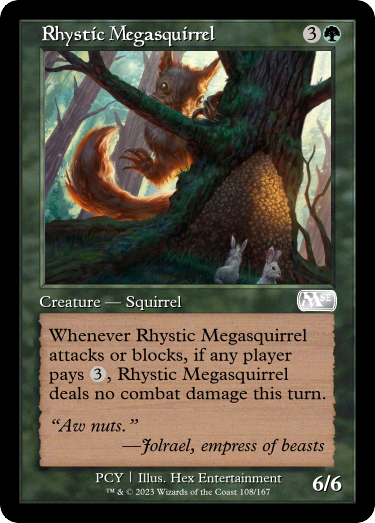 Rhystic Megasquirrel 3
Creature — Squirrel
MSE
Whenever Rhystic Megasquirrel
attacks or blocks, if any player
pays 3, Rhystic Megasquirrel
deals no combat damage this turn.
“Aw nuts.”
—Jolrael, empress of beasts
PCY | Illus. Hex Entertainment
™ & © 2023 Wizards of the Coast 108/167
6/6